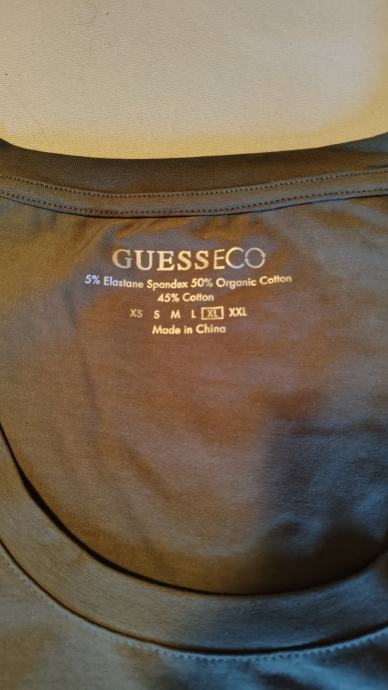 GUESSECO
5% Elastane Spandex 50% Organic Cotton
45% Cotton
XS S M L XL XXL
Made in China